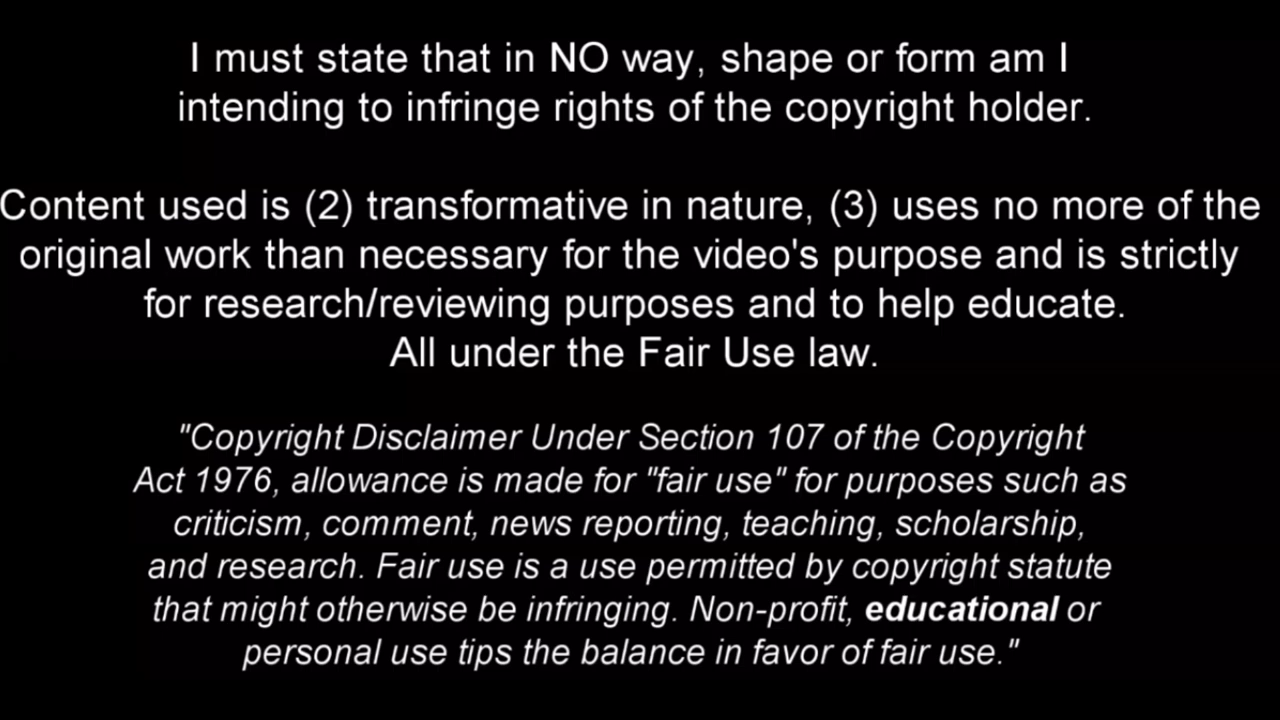 I must state that in NO way, shape or form am I
intending to infringe rights of the copyright holder.
Content used is (2) transformative in nature, (3) uses no more of the
original work than necessary for the video's purpose and is strictly
for research/reviewing purposes and to help educate.
All under the Fair Use law.
"Copyright Disclaimer Under Section 107 of the Copyright
Act 1976, allowance is made for "fair use" for purposes such as
criticism, comment, news reporting, teaching, scholarship,
and research. Fair use is a use permitted by copyright statute
that might otherwise be infringing. Non-profit, educational or
personal use tips the balance in favor of fair use."